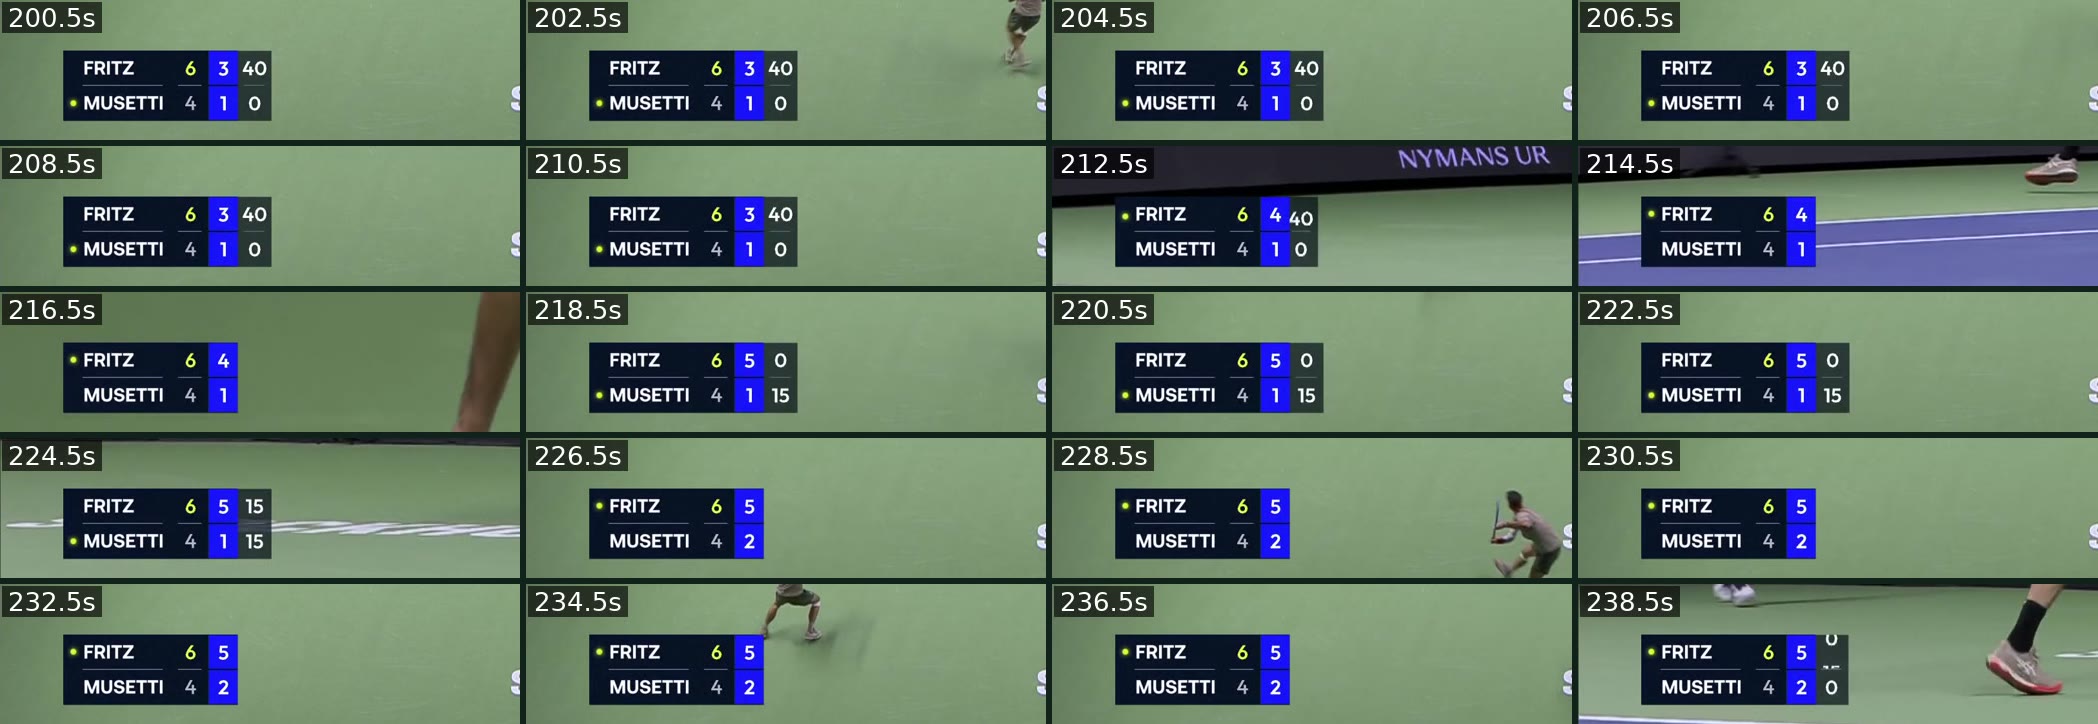 200.5s
FRITZ 6 3 40
MUSETTI 4 1 0
202.5s
FRITZ 6 3 40
MUSETTI 4 1 0
204.5s
FRITZ 6 3 40
MUSETTI 4 1 0
206.5s
FRITZ 6 3 40
MUSETTI 4 1 0
208.5s
FRITZ 6 3 40
MUSETTI 4 1 0
210.5s
FRITZ 6 3 40
MUSETTI 4 1 0
212.5s
NYMANS UR
FRITZ 6 4 40
MUSETTI 4 1 0
214.5s
FRITZ 6 4
MUSETTI 4 1
216.5s
FRITZ 6 4
MUSETTI 4 1
218.5s
FRITZ 6 5 0
MUSETTI 4 1 15
220.5s
FRITZ 6 5 0
MUSETTI 4 1 15
222.5s
FRITZ 6 5 0
MUSETTI 4 1 15
224.5s
FRITZ 6 5 15
MUSETTI 4 1 15
226.5s
FRITZ 6 5
MUSETTI 4 2
228.5s
FRITZ 6 5
MUSETTI 4 2
230.5s
FRITZ 6 5
MUSETTI 4 2
232.5s
FRITZ 6 5
MUSETTI 4 2
234.5s
FRITZ 6 5
MUSETTI 4 2
236.5s
FRITZ 6 5
MUSETTI 4 2
238.5s
FRITZ 6 5 0
MUSETTI 4 2 0